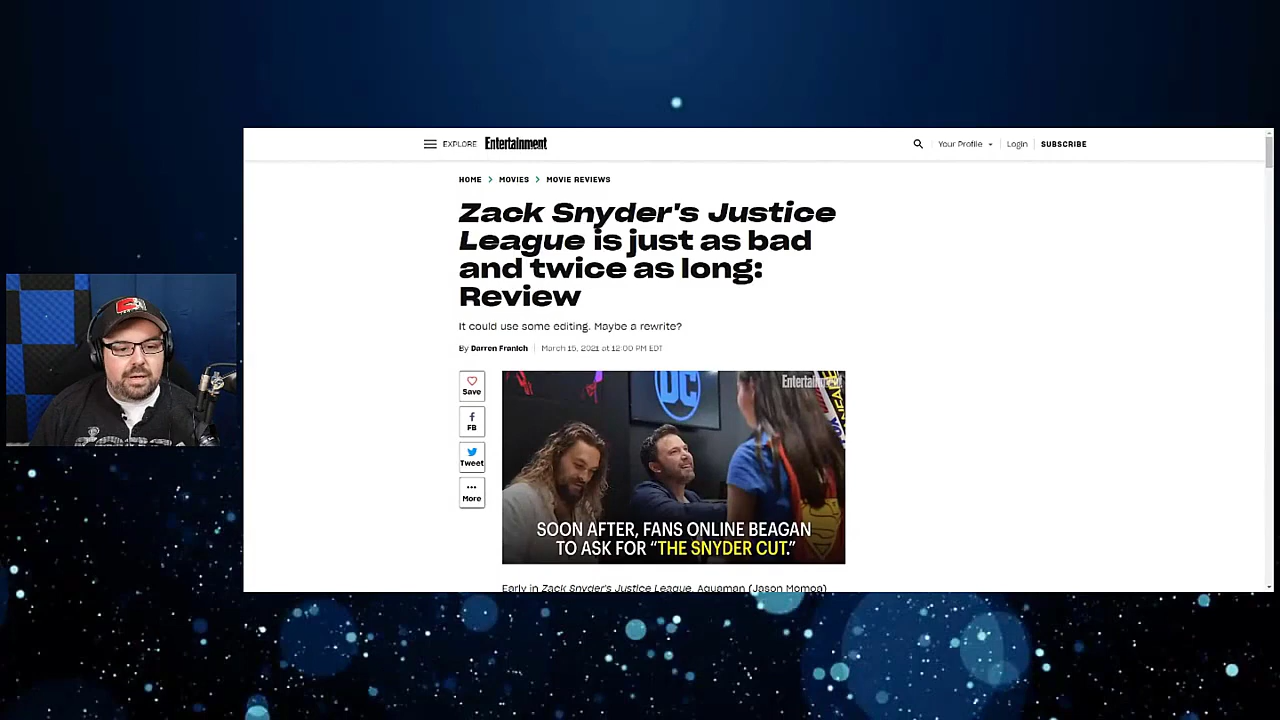 EXPLORE Entertainment
Your Profile
Login
SUBSCRIBE
HOME > MOVIES > MOVIE REVIEWS
Zack Snyder's Justice
League is just as bad
and twice as long:
Review
It could use some editing. Maybe a rewrite?
By Darren Franich
March 15, 2021 at 12:00 PM EDT
Save
FB
Tweet
More
Entertainment
DC
SOON AFTER, FANS ONLINE BEAGAN
TO ASK FOR "THE SNYDER CUT."
Early in Zack Snyder's Justice League, Aquaman (Jason Momoa)